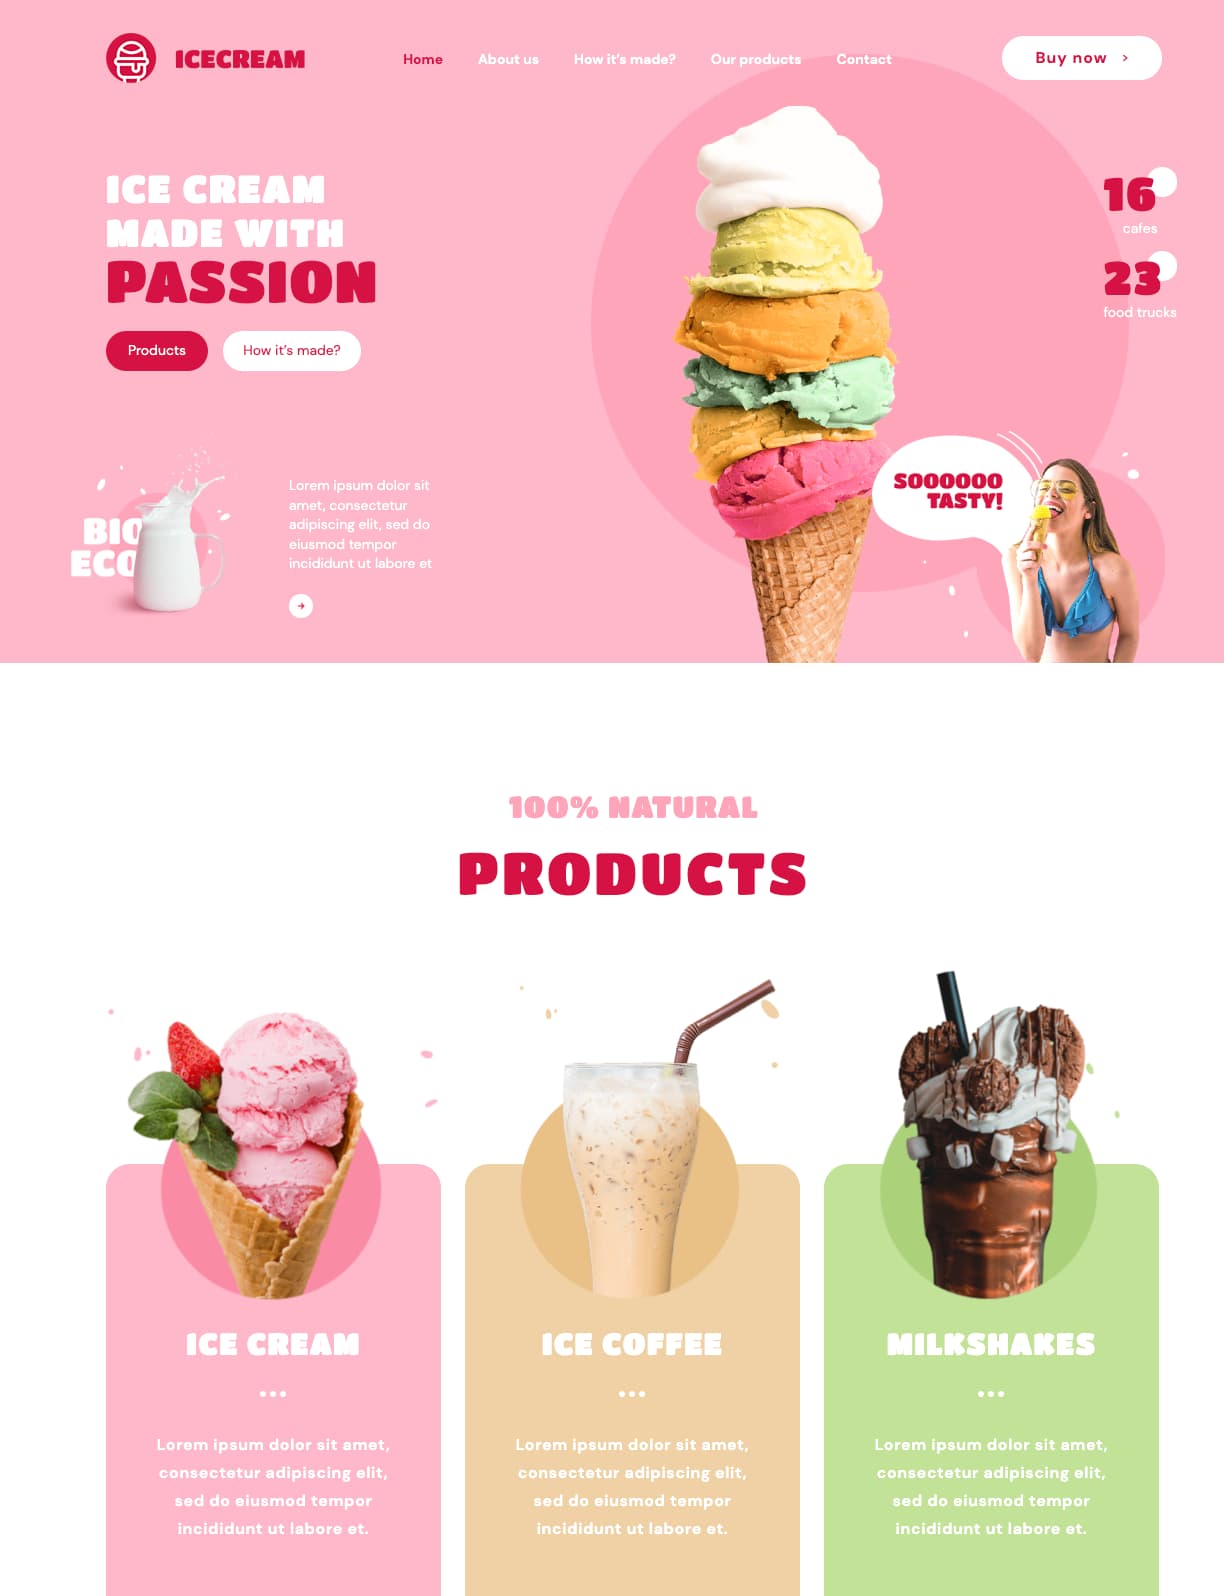 ICECREAM
Home
About us
How it's made?
Our products
Contact
Buy now >
ICE CREAM
MADE WITH
PASSION
Products
How it's made?
16
cafes
23
food trucks
BIO
ECO
Lorem ipsum dolor sit
amet, consectetur
adipiscing elit, sed do
eiusmod tempor
incididunt ut labore et
SOOOOOO
TASTY!
100% NATURAL
PRODUCTS
ICE CREAM
Lorem ipsum dolor sit amet,
consectetur adipiscing elit,
sed do eiusmod tempor
incididunt ut labore et.
ICE COFFEE
Lorem ipsum dolor sit amet,
consectetur adipiscing elit,
sed do eiusmod tempor
incididunt ut labore et.
MILKSHAKES
Lorem ipsum dolor sit amet,
consectetur adipiscing elit,
sed do eiusmod tempor
incididunt ut labore et.